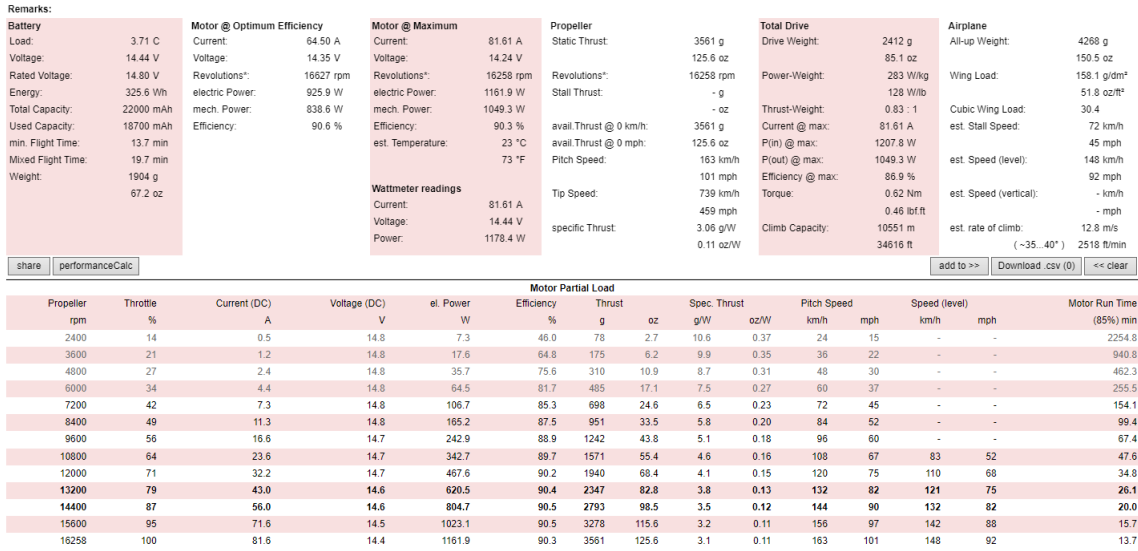 Remarks:
Battery Motor @ Optimum Efficiency Motor @ Maximum Propeller Total Drive Airplane
Load: 3.71 C Current: 64.50 A Current: 81.61 A Static Thrust: 3561 g Drive Weight: 2412 g All-up Weight: 4268 g
Voltage: 14.44 V Voltage: 14.35 V Voltage: 14.24 V 125.6 oz 85.1 oz 150.5 oz
Rated Voltage: 14.80 V Revolutions*: 16627 rpm Revolutions*: 16258 rpm Revolutions*: 16258 rpm Power-Weight: 283 W/kg Wing Load: 158.1 g/dm²
Energy: 325.6 Wh electric Power: 925.9 W electric Power: 1161.9 W Stall Thrust: - g 128 W/lb 51.8 oz/ft²
Total Capacity: 22000 mAh mech. Power: 838.6 W mech. Power: 1049.3 W - oz Thrust-Weight: 0.83 : 1 Cubic Wing Load: 30.4
Used Capacity: 18700 mAh Efficiency: 90.6 % Efficiency: 90.3 % avail.Thrust @ 0 km/h: 3561 g Current @ max: 81.61 A est. Stall Speed: 72 km/h
min. Flight Time: 13.7 min est. Temperature: 23 °C avail.Thrust @ 0 mph: 125.6 oz P(in) @ max: 1207.8 W 45 mph
Mixed Flight Time: 19.7 min 73 °F Pitch Speed: 163 km/h P(out) @ max: 1049.3 W est. Speed (level): 148 km/h
Weight: 1904 g 101 mph Efficiency @ max: 86.9 % 92 mph
67.2 oz Wattmeter readings Tip Speed: 739 km/h Torque: 0.62 Nm est. Speed (vertical): - km/h
Current: 81.61 A 459 mph 0.46 lbf.ft - mph
Voltage: 14.44 V specific Thrust: 3.06 g/W Climb Capacity: 10551 m est. rate of climb: 12.8 m/s
Power: 1178.4 W 0.11 oz/W 34616 ft (~35...40°) 2518 ft/min
share performanceCalc add to >> Download .csv (0) << clear
Motor Partial Load
Propeller Throttle Current (DC) Voltage (DC) el. Power Efficiency Thrust Spec. Thrust Pitch Speed Speed (level) Motor Run Time
rpm % A V W % g oz g/W oz/W km/h mph km/h mph (85%) min
2400 14 0.5 14.8 7.3 46.0 78 2.7 10.6 0.37 24 15 - - 2254.8
3600 21 1.2 14.8 17.6 64.8 175 6.2 9.9 0.35 36 22 - - 940.8
4800 27 2.4 14.8 35.7 75.6 310 10.9 8.7 0.31 48 30 - - 462.3
6000 34 4.4 14.8 64.5 81.7 485 17.1 7.5 0.27 60 37 - - 255.5
7200 42 7.3 14.8 106.7 85.3 698 24.6 6.5 0.23 72 45 - - 154.1
8400 49 11.3 14.8 165.2 87.5 951 33.5 5.8 0.20 84 52 - - 99.4
9600 56 16.6 14.7 242.9 88.9 1242 43.8 5.1 0.18 96 60 - - 67.4
10800 64 23.6 14.7 342.7 89.7 1571 55.4 4.6 0.16 108 67 83 52 47.6
12000 71 32.2 14.7 467.6 90.2 1940 68.4 4.1 0.15 120 75 110 68 34.8
13200 79 43.0 14.6 620.5 90.4 2347 82.8 3.8 0.13 132 82 121 75 26.1
14400 87 56.0 14.6 804.7 90.5 2793 98.5 3.5 0.12 144 90 132 82 20.0
15600 95 71.6 14.5 1023.1 90.5 3278 115.6 3.2 0.11 156 97 142 88 15.7
16258 100 81.6 14.4 1161.9 90.3 3561 125.6 3.1 0.11 163 101 148 92 13.7